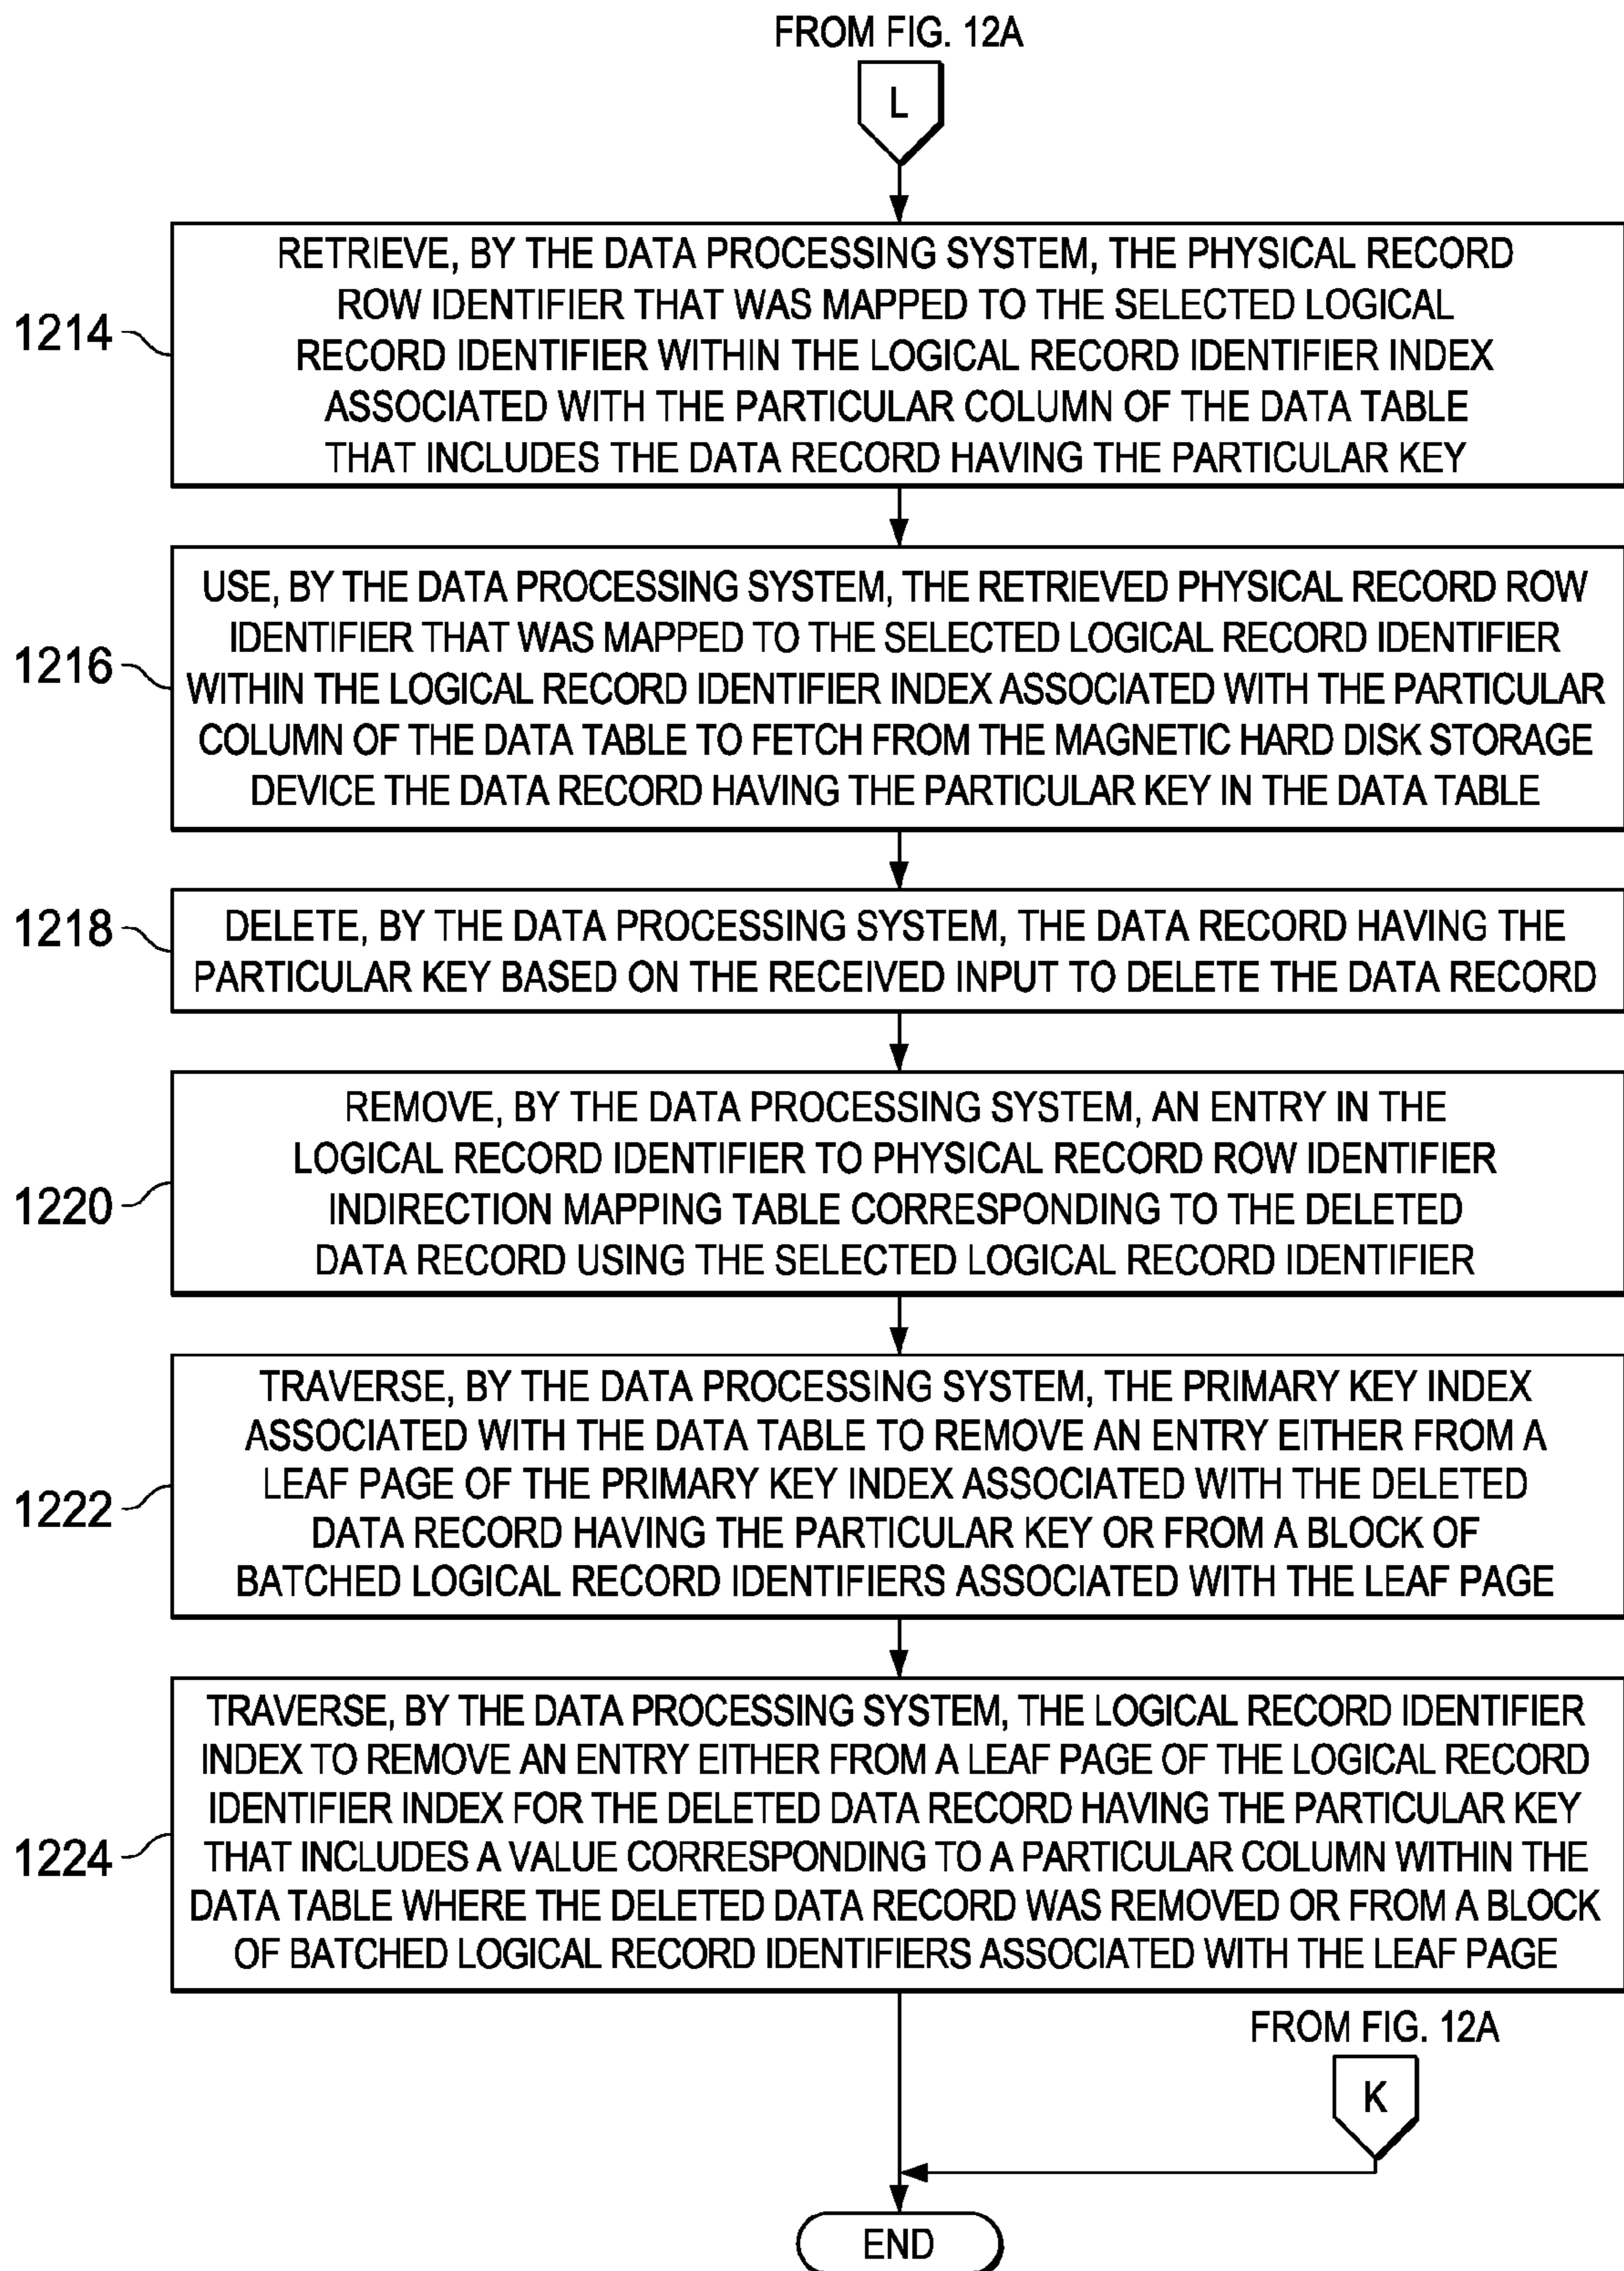 FROM FIG. 12A
L
1214
RETRIEVE, BY THE DATA PROCESSING SYSTEM, THE PHYSICAL RECORD
ROW IDENTIFIER THAT WAS MAPPED TO THE SELECTED LOGICAL
RECORD IDENTIFIER WITHIN THE LOGICAL RECORD IDENTIFIER INDEX
ASSOCIATED WITH THE PARTICULAR COLUMN OF THE DATA TABLE
THAT INCLUDES THE DATA RECORD HAVING THE PARTICULAR KEY
1216
USE, BY THE DATA PROCESSING SYSTEM, THE RETRIEVED PHYSICAL RECORD ROW
IDENTIFIER THAT WAS MAPPED TO THE SELECTED LOGICAL RECORD IDENTIFIER
WITHIN THE LOGICAL RECORD IDENTIFIER INDEX ASSOCIATED WITH THE PARTICULAR
COLUMN OF THE DATA TABLE TO FETCH FROM THE MAGNETIC HARD DISK STORAGE
DEVICE THE DATA RECORD HAVING THE PARTICULAR KEY IN THE DATA TABLE
1218
DELETE, BY THE DATA PROCESSING SYSTEM, THE DATA RECORD HAVING THE
PARTICULAR KEY BASED ON THE RECEIVED INPUT TO DELETE THE DATA RECORD
1220
REMOVE, BY THE DATA PROCESSING SYSTEM, AN ENTRY IN THE
LOGICAL RECORD IDENTIFIER TO PHYSICAL RECORD ROW IDENTIFIER
INDIRECTION MAPPING TABLE CORRESPONDING TO THE DELETED
DATA RECORD USING THE SELECTED LOGICAL RECORD IDENTIFIER
1222
TRAVERSE, BY THE DATA PROCESSING SYSTEM, THE PRIMARY KEY INDEX
ASSOCIATED WITH THE DATA TABLE TO REMOVE AN ENTRY EITHER FROM A
LEAF PAGE OF THE PRIMARY KEY INDEX ASSOCIATED WITH THE DELETED
DATA RECORD HAVING THE PARTICULAR KEY OR FROM A BLOCK OF
BATCHED LOGICAL RECORD IDENTIFIERS ASSOCIATED WITH THE LEAF PAGE
1224
TRAVERSE, BY THE DATA PROCESSING SYSTEM, THE LOGICAL RECORD IDENTIFIER
INDEX TO REMOVE AN ENTRY EITHER FROM A LEAF PAGE OF THE LOGICAL RECORD
IDENTIFIER INDEX FOR THE DELETED DATA RECORD HAVING THE PARTICULAR KEY
THAT INCLUDES A VALUE CORRESPONDING TO A PARTICULAR COLUMN WITHIN THE
DATA TABLE WHERE THE DELETED DATA RECORD WAS REMOVED OR FROM A BLOCK
OF BATCHED LOGICAL RECORD IDENTIFIERS ASSOCIATED WITH THE LEAF PAGE
FROM FIG. 12A
K
END